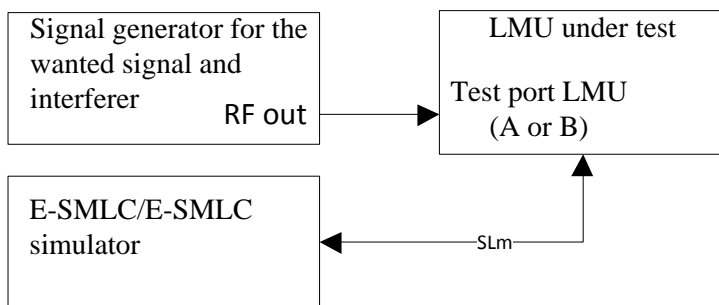 Signal generator for the
wanted signal and
interferer
RF out
LMU under test
Test port LMU
(A or B)
E-SMLC/E-SMLC
simulator
SLm